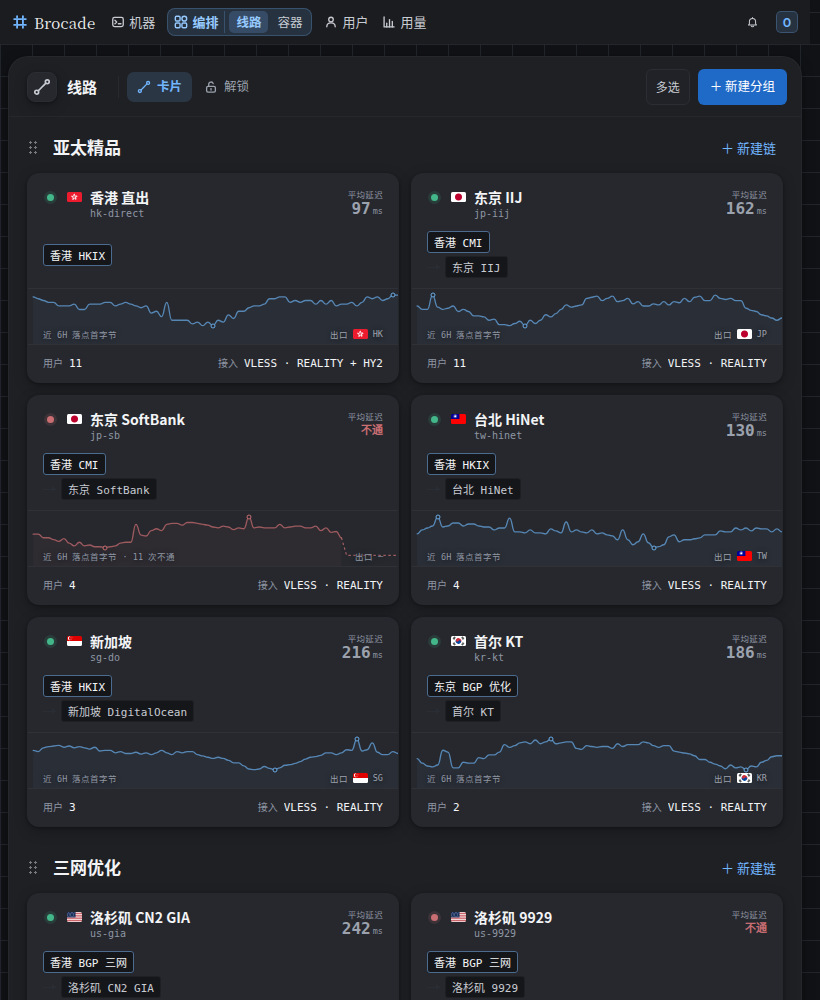 Brocade 机器 编排 线路 容器 用户 用量 O
线路 卡片 解锁 多选 ＋ 新建分组
亚太精品 ＋ 新建链
香港 直出 平均延迟
hk-direct 97 ms
香港 HKIX
近 6H 落点首字节 出口 HK
用户 11 接入 VLESS · REALITY + HY2
东京 IIJ 平均延迟
jp-iij 162 ms
香港 CMI
东京 IIJ
近 6H 落点首字节 出口 JP
用户 11 接入 VLESS · REALITY
东京 SoftBank 平均延迟
jp-sb 不通
香港 CMI
东京 SoftBank
近 6H 落点首字节 · 11 次不通 出口 -
用户 4 接入 VLESS · REALITY
台北 HiNet 平均延迟
tw-hinet 130 ms
香港 HKIX
台北 HiNet
近 6H 落点首字节 出口 TW
用户 4 接入 VLESS · REALITY
新加坡 平均延迟
sg-do 216 ms
香港 HKIX
新加坡 DigitalOcean
近 6H 落点首字节 出口 SG
用户 3 接入 VLESS · REALITY
首尔 KT 平均延迟
kr-kt 186 ms
东京 BGP 优化
首尔 KT
近 6H 落点首字节 出口 KR
用户 2 接入 VLESS · REALITY
三网优化 ＋ 新建链
洛杉矶 CN2 GIA 平均延迟
us-gia 242 ms
香港 BGP 三网
洛杉矶 CN2 GIA
洛杉矶 9929 平均延迟
us-9929 不通
香港 BGP 三网
洛杉矶 9929